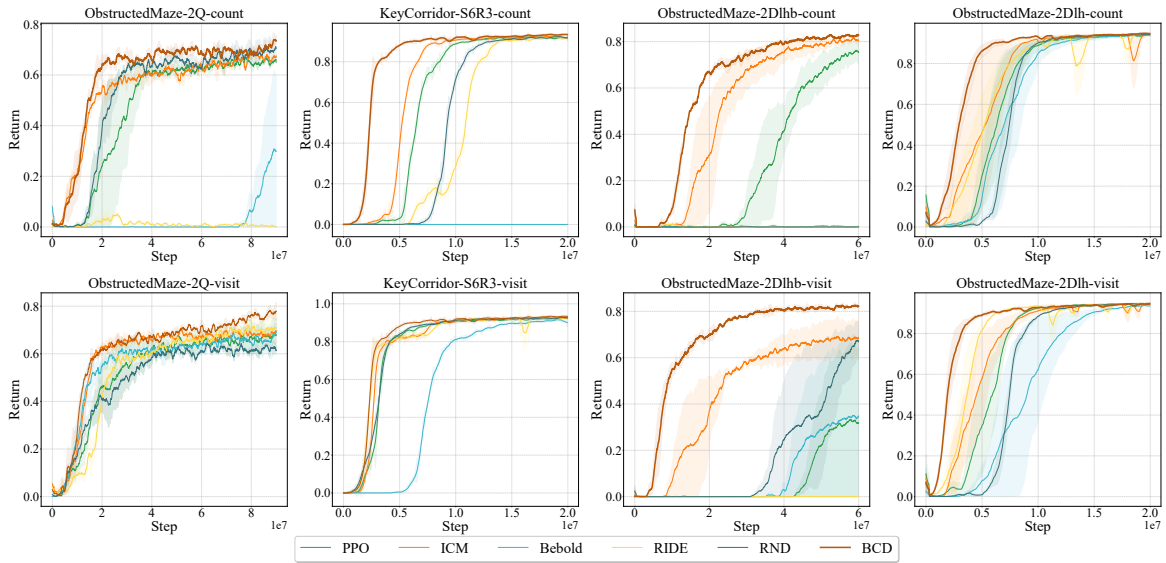 ObstructedMaze-2Q-count
KeyCorridor-S6R3-count
ObstructedMaze-2Dlhb-count
ObstructedMaze-2Dlh-count
Return
0.8
0.6
0.4
0.2
0.0
0 2 4 6 8
Step
1e7
Return
0.8
0.6
0.4
0.2
0.0
0.0 0.5 1.0 1.5 2.0
Step
1e7
Return
0.8
0.6
0.4
0.2
0.0
0 2 4 6
Step
1e7
Return
0.8
0.6
0.4
0.2
0.0
0.0 0.5 1.0 1.5 2.0
Step
1e7
ObstructedMaze-2Q-visit
KeyCorridor-S6R3-visit
ObstructedMaze-2Dlhb-visit
ObstructedMaze-2Dlh-visit
Return
0.8
0.6
0.4
0.2
0.0
0 2 4 6 8
Step
1e7
Return
1.0
0.8
0.6
0.4
0.2
0.0
0.0 0.5 1.0 1.5 2.0
Step
1e7
Return
0.8
0.6
0.4
0.2
0.0
0 2 4 6
Step
1e7
Return
0.8
0.6
0.4
0.2
0.0
0.0 0.5 1.0 1.5 2.0
Step
1e7
PPO ICM Bebold RIDE RND BCD